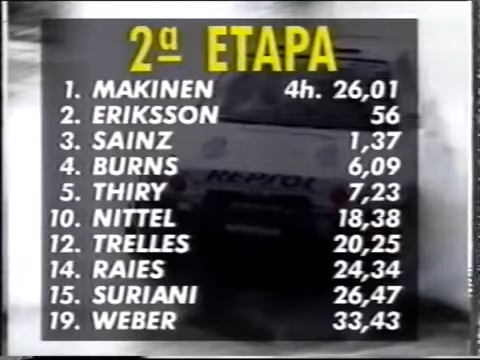 2ª ETAPA
1. MAKINEN 4h. 26,01
2. ERIKSSON 56
3. SAINZ 1,37
4. BURNS 6,09
5. THIRY 7,23
10. NITTEL 18,38
12. TRELLES 20,25
14. RAIES 24,34
15. SURIANI 26,47
19. WEBER 33,43
REPSOL